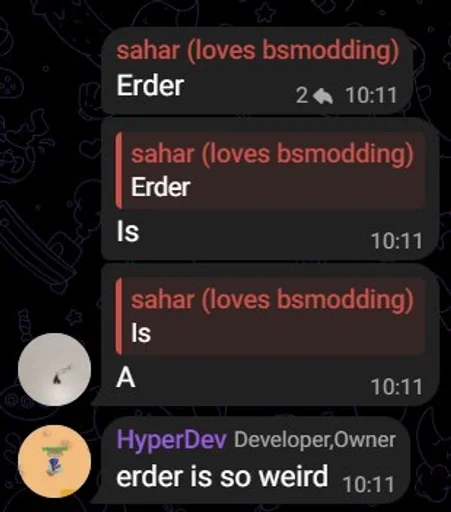 sahar (loves bsmodding)
Erder
2 10:11
sahar (loves bsmodding)
Erder
Is
10:11
sahar (loves bsmodding)
Is
A
10:11
HyperDev Developer,Owner
erder is so weird 10:11